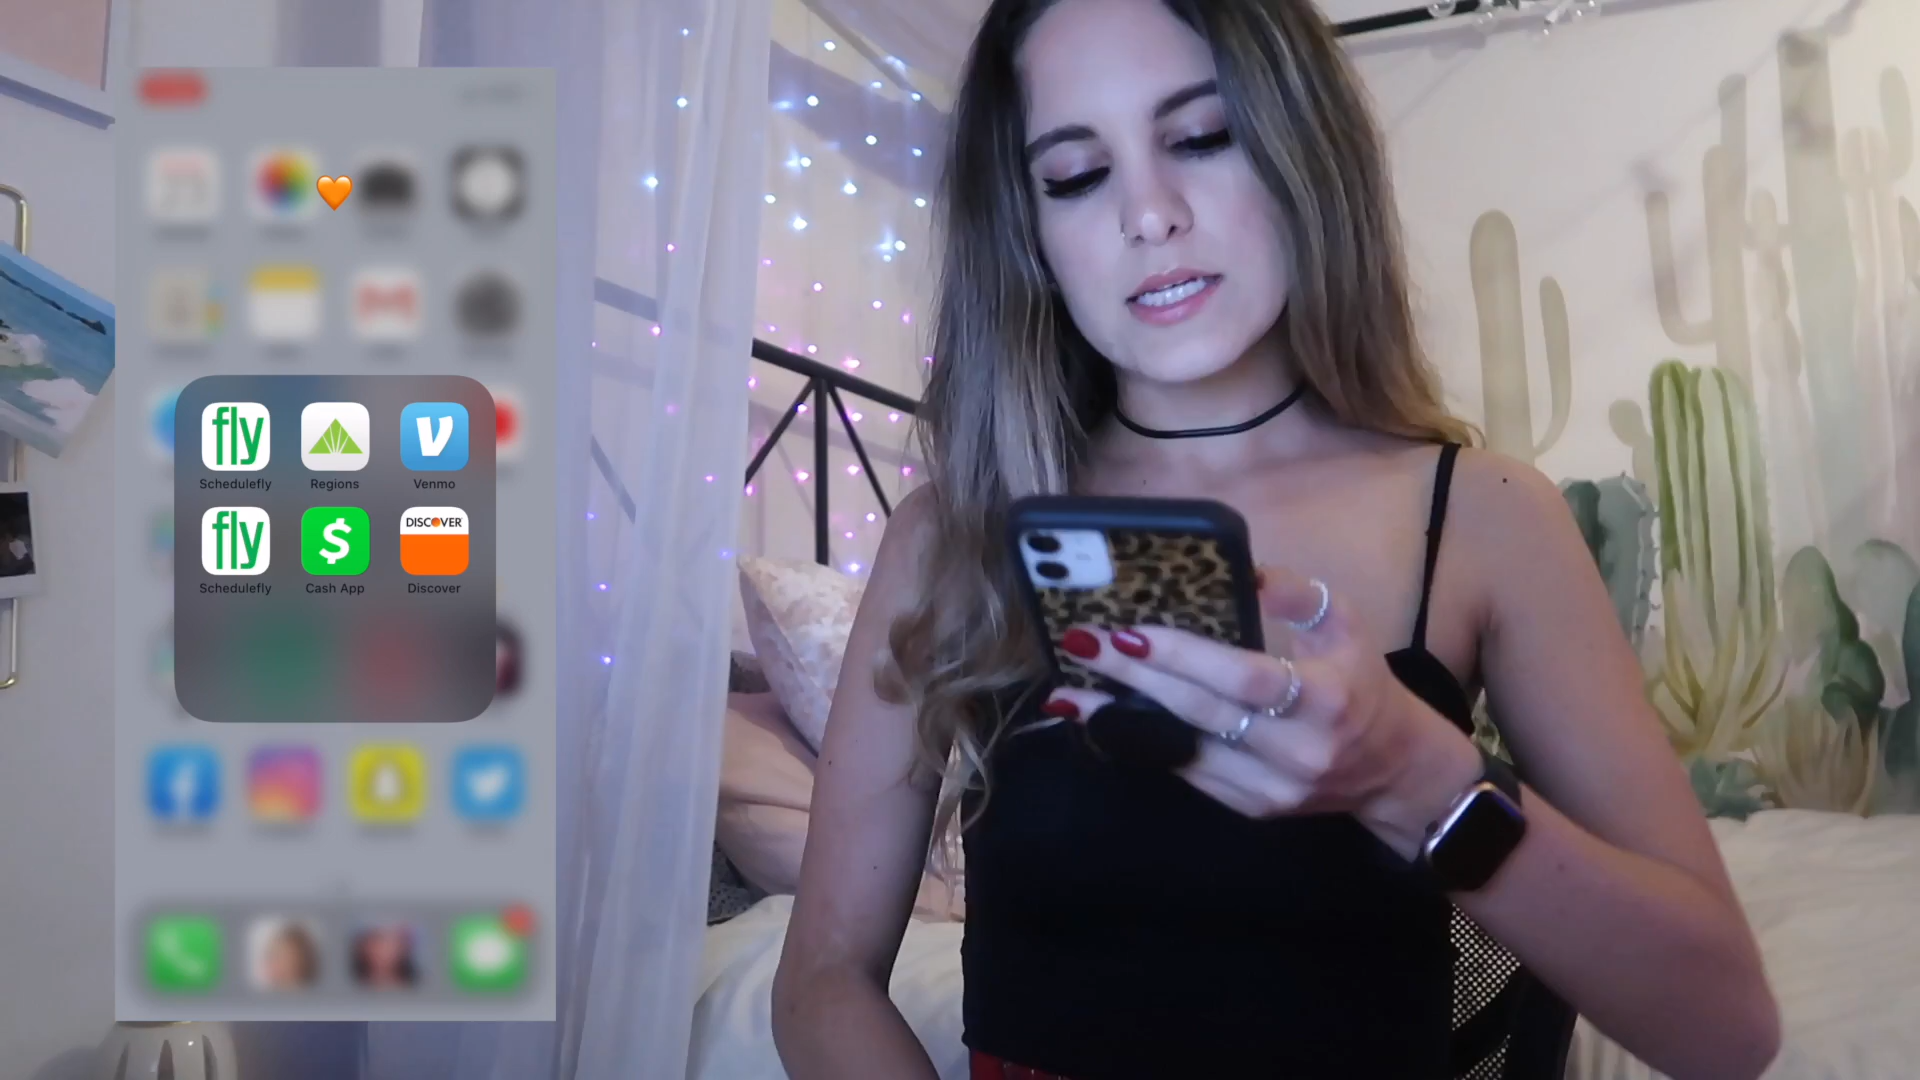 fly
Schedulefly
Regions
V
Venmo
fly
Schedulefly
$
Cash App
DISCOVER
Discover